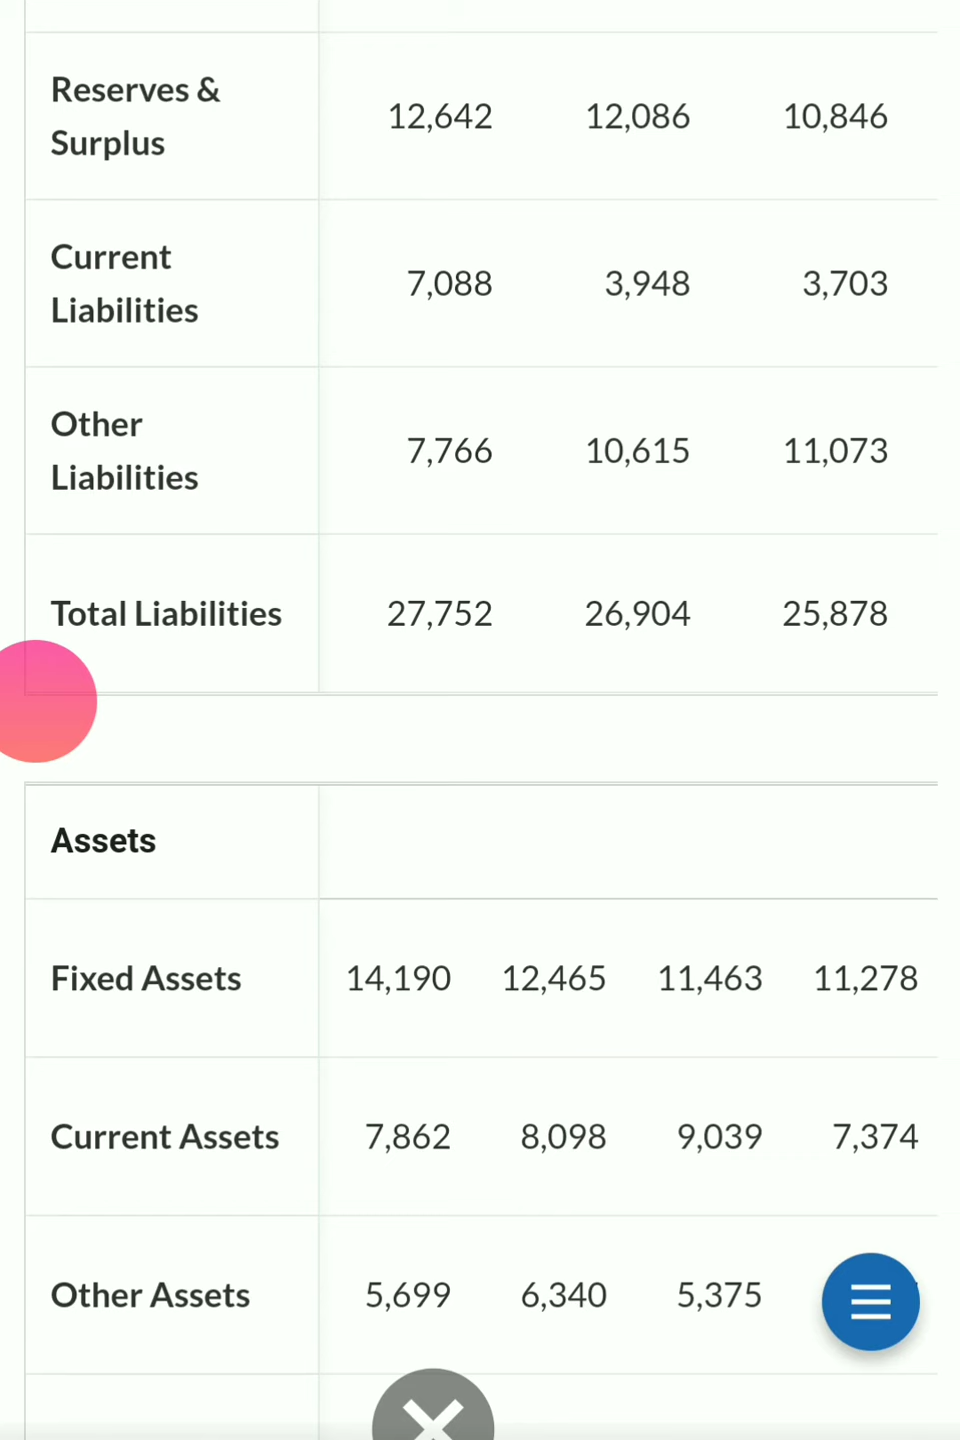 Reserves &
Surplus 12,642 12,086 10,846
Current
Liabilities 7,088 3,948 3,703
Other
Liabilities 7,766 10,615 11,073
Total Liabilities 27,752 26,904 25,878
Assets
Fixed Assets 14,190 12,465 11,463 11,278
Current Assets 7,862 8,098 9,039 7,374
Other Assets 5,699 6,340 5,375